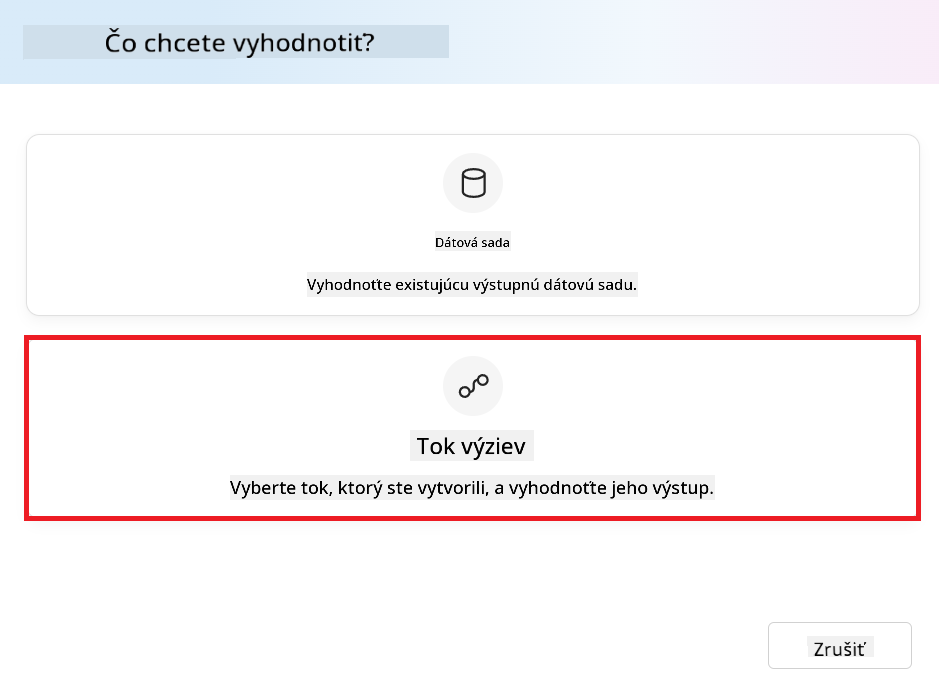 Čo chcete vyhodnotiť?
Dátová sada
Vyhodnoťte existujúcu výstupnú dátovú sadu.
Tok výziev
Vyberte tok, ktorý ste vytvorili, a vyhodnoťte jeho výstup.
Zrušiť